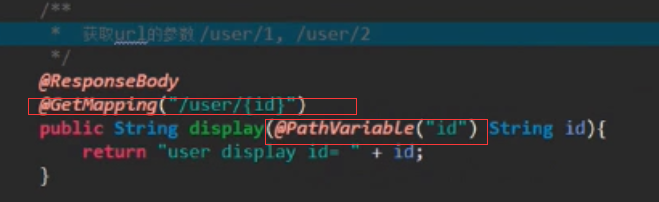 /**
* 获取url的参数 /user/1, /user/2
*/
@ResponseBody
@GetMapping("/user/{id}")
public String display(@PathVariable("id") String id){
return "user display id= " + id;
}